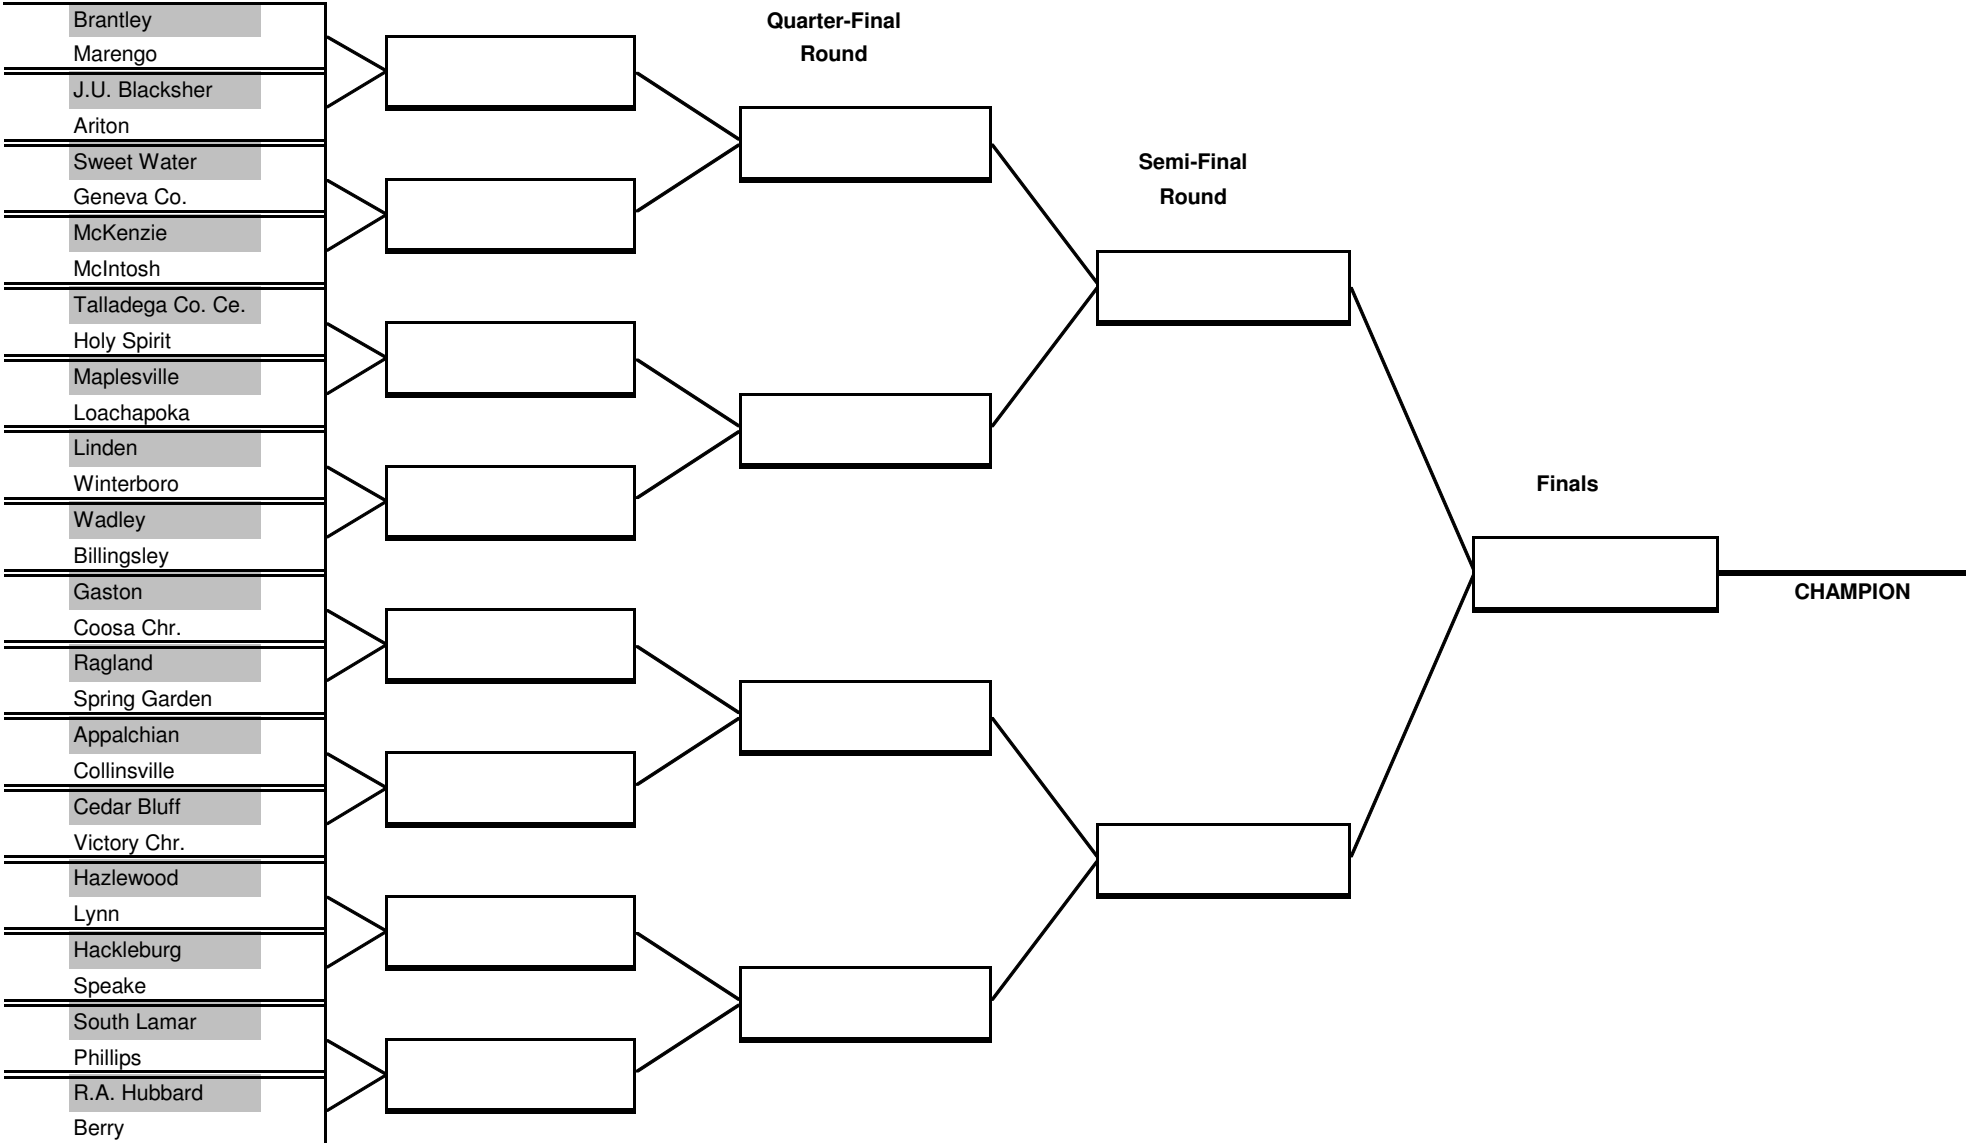 Brantley
Marengo
J.U. Blacksher
Ariton
Sweet Water
Geneva Co.
McKenzie
McIntosh
Talladega Co. Ce.
Holy Spirit
Maplesville
Loachapoka
Linden
Winterboro
Wadley
Billingsley
Gaston
Coosa Chr.
Ragland
Spring Garden
Appalchian
Collinsville
Cedar Bluff
Victory Chr.
Hazlewood
Lynn
Hackleburg
Speake
South Lamar
Phillips
R.A. Hubbard
Berry
Quarter-Final
Round
Semi-Final
Round
Finals
CHAMPION